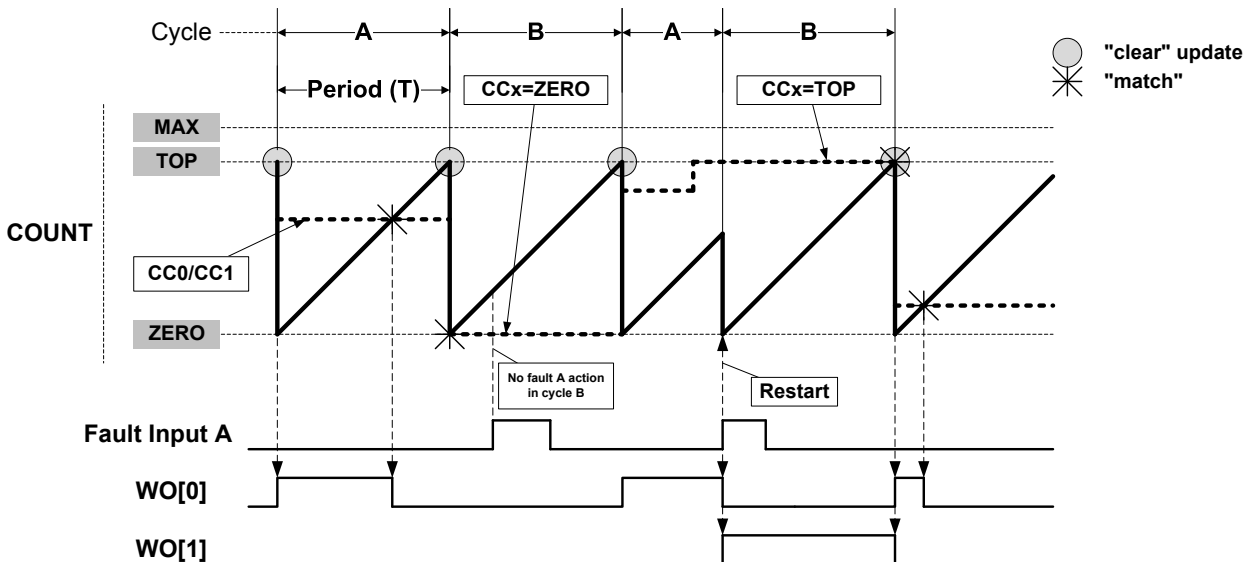 Cycle
A
B
A
B
"clear" update
"match"
Period (T)
CCx=ZERO
CCx=TOP
MAX
TOP
COUNT
CC0/CC1
ZERO
No fault A action
in cycle B
Restart
Fault Input A
WO[0]
WO[1]